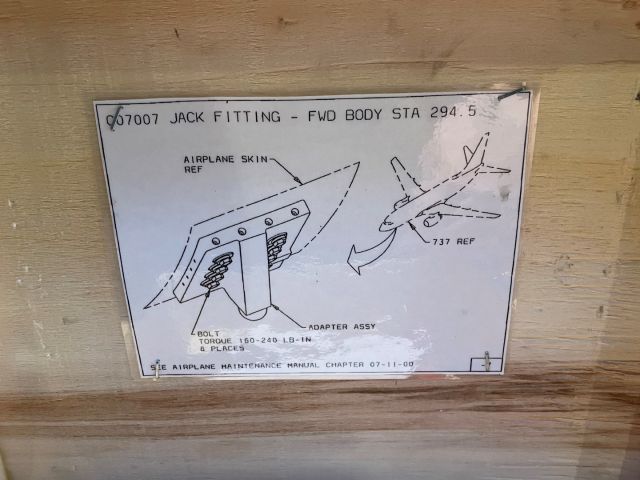 C07007 JACK FITTING - FWD BODY STA 294.5
AIRPLANE SKIN
REF
737 REF
BOLT
TORQUE 160-240 LB-IN
6 PLACES
ADAPTER ASSY
SEE AIRPLANE MAINTENANCE MANUAL CHAPTER 07-11-00